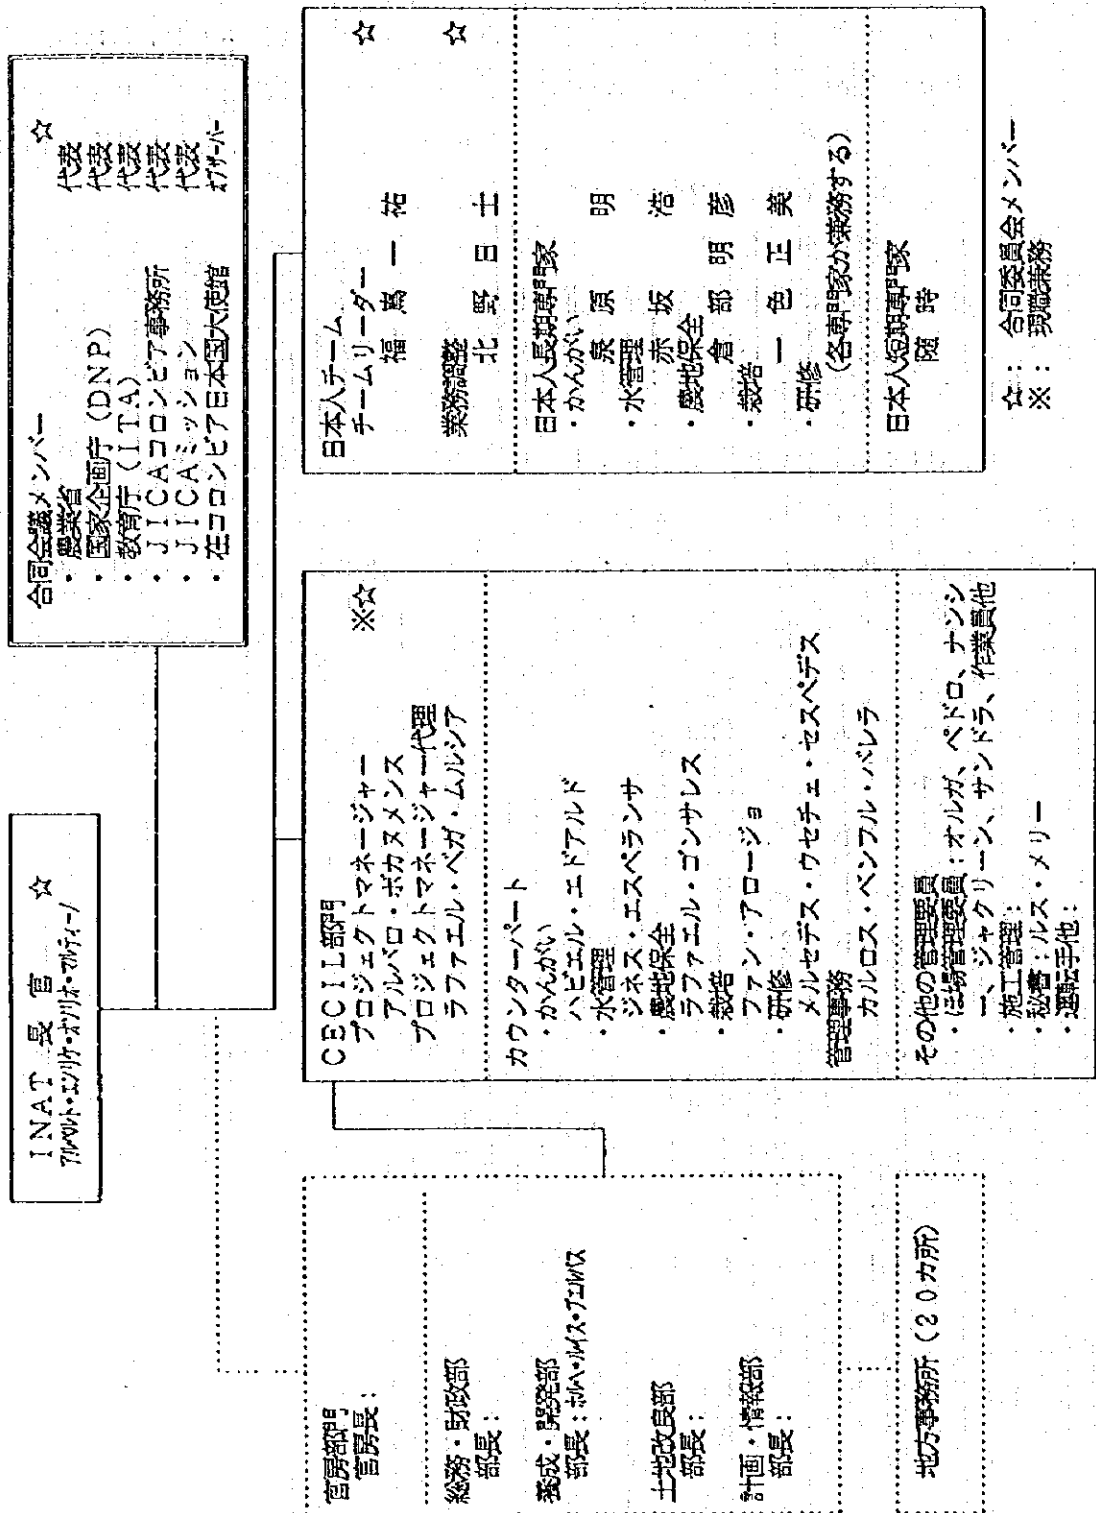 INAT 長 官 ☆
アルベルト・エンリケ・オソリオ・マルティーノ
合同会議メンバー ☆
・農業省 代表
・国家企画庁（DNP） 代表
・教育庁（ITA） 代表
・JICAコロンビア事務所 代表
・JICAミッション 代表
・在コロンビア日本国大使館 オブザーバー
官房部門
官房長：
総務・財政部
部長：
養成・開発部
部長：ホルヘ・ルイス・
土地改良部
部長：
計画・情報部
部長：
地方事務所（20カ所）
CECIL部門
プロジェクトマネージャー ※☆
アルバロ・ボカヌメンス
プロジェクトマネージャー代理
ラファエル・ベガ・ムルシア
カウンターパート
・かんがい
ハビエル・エドアルド
・水管理
ジネス・エスペランサ
・農地保全
ラファエル・ゴンサレス
・栽培
ファン・アロージョ
・研修
メルセデス・ウセチェ・セスペデス
管理事務
カルロス・ベンフル・バレラ
その他の管理要員
・ほ場管理要員：オルガ、ペドロ、ナンシ
ー、ジャクリーン、サンドラ、作業員他
・施工管理：
・秘書：ルス・メリー
・運転手他：
日本人チーム
チームリーダー ☆
福 嶌 一 祐
業務調整 ☆
北 野 日 士
日本人長期専門家
・かんがい
泉 原 明
・水管理
赤 坂 浩
・農地保全
倉 部 明 彦
・栽培
一 色 正 美
・研修
（各専門家が兼務する）
日本人短期専門家
随 時
☆： 合同委員会メンバー
※： 現職兼務